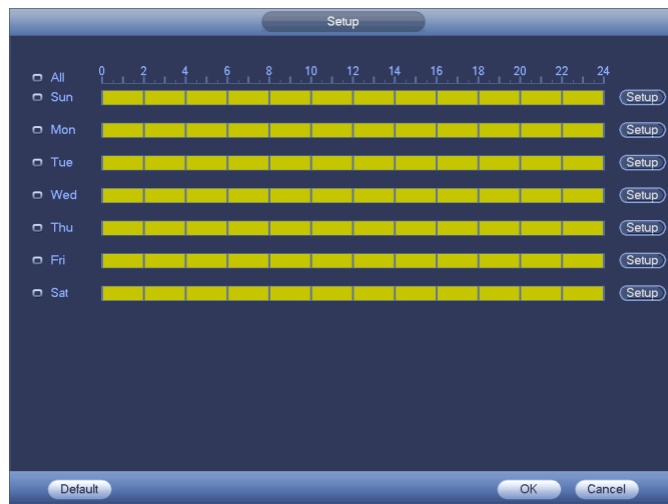 Setup
All 0 2 4 6 8 10 12 14 16 18 20 22 24
Sun Setup
Mon Setup
Tue Setup
Wed Setup
Thu Setup
Fri Setup
Sat Setup
Default OK Cancel